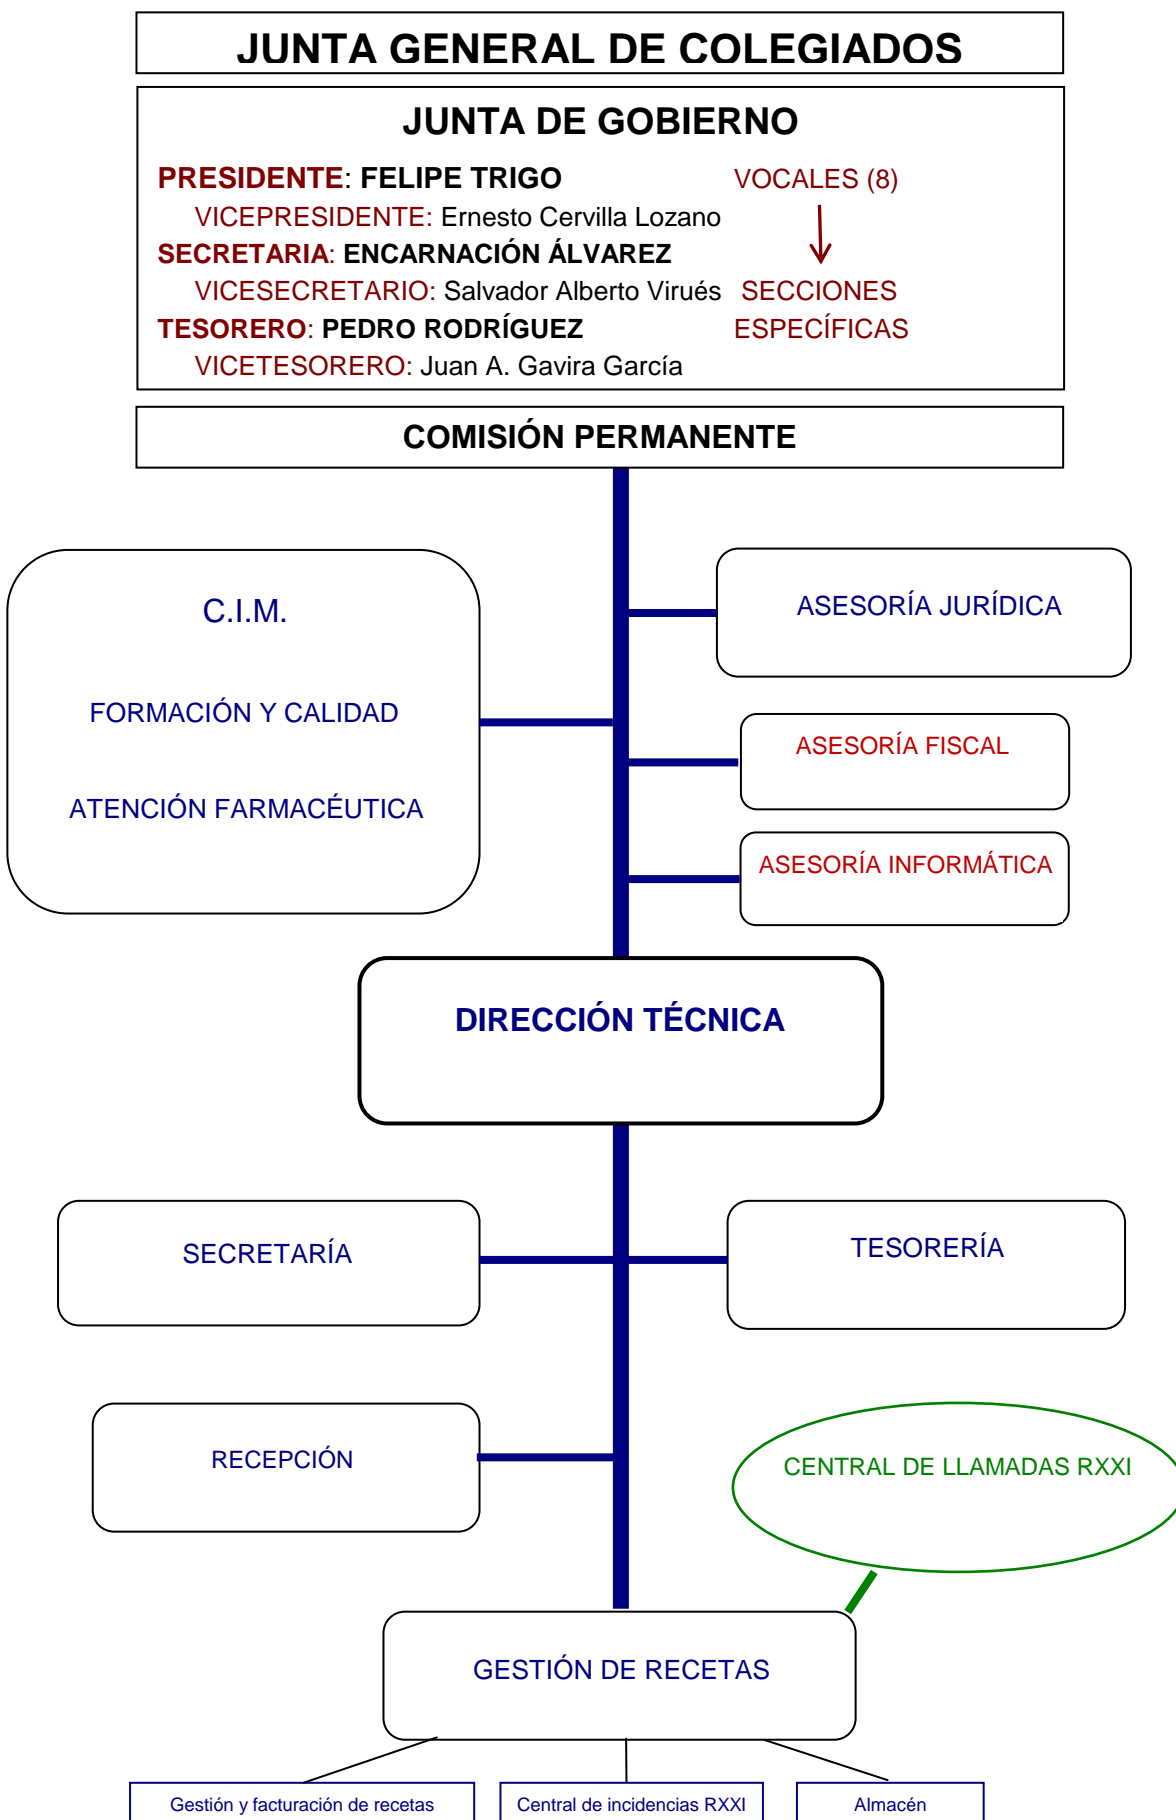 JUNTA GENERAL DE COLEGIADOS
JUNTA DE GOBIERNO
PRESIDENTE: FELIPE TRIGO
VICEPRESIDENTE: Ernesto Cervilla Lozano
SECRETARIA: ENCARNACIÓN ÁLVAREZ
VICESECRETARIO: Salvador Alberto Virués
TESORERO: PEDRO RODRÍGUEZ
VICETESORERO: Juan A. Gavira García
VOCALES (8)
SECCIONES
ESPECÍFICAS
COMISIÓN PERMANENTE
C.I.M.
FORMACIÓN Y CALIDAD
ATENCIÓN FARMACÉUTICA
ASESORÍA JURÍDICA
ASESORÍA FISCAL
ASESORÍA INFORMÁTICA
DIRECCIÓN TÉCNICA
SECRETARÍA
TESORERÍA
RECEPCIÓN
CENTRAL DE LLAMADAS RXXI
GESTIÓN DE RECETAS
Gestión y facturación de recetas
Central de incidencias RXXI
Almacén